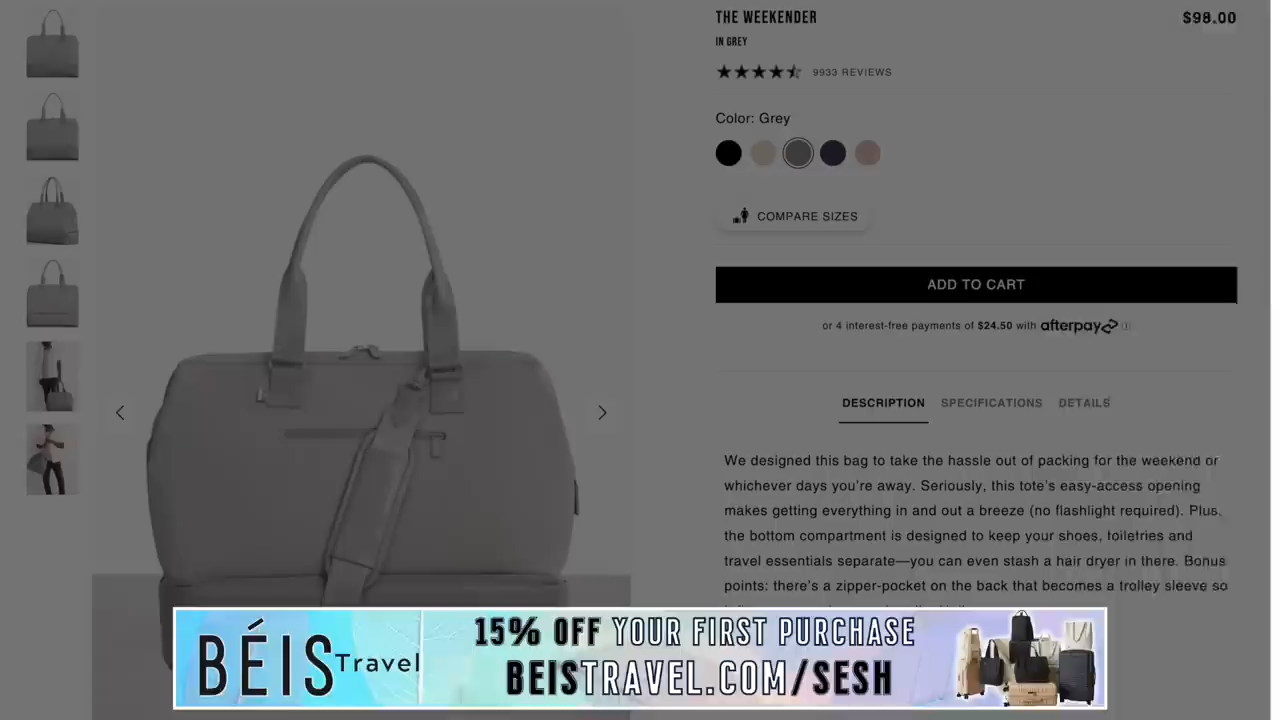 THE WEEKENDER
$98.00
IN GREY
9933 REVIEWS
Color: Grey
COMPARE SIZES
ADD TO CART
or 4 interest-free payments of $24.50 with afterpay
DESCRIPTION SPECIFICATIONS DETAILS
We designed this bag to take the hassle out of packing for the weekend or
whichever days you're away. Seriously, this tote's easy-access opening
makes getting everything in and out a breeze (no flashlight required). Plus,
the bottom compartment is designed to keep your shoes, toiletries and
travel essentials separate—you can even stash a hair dryer in there. Bonus
points: there's a zipper-pocket on the back that becomes a trolley sleeve so
BÉIS Travel
15% OFF YOUR FIRST PURCHASE
BEISTRAVEL.COM/SESH